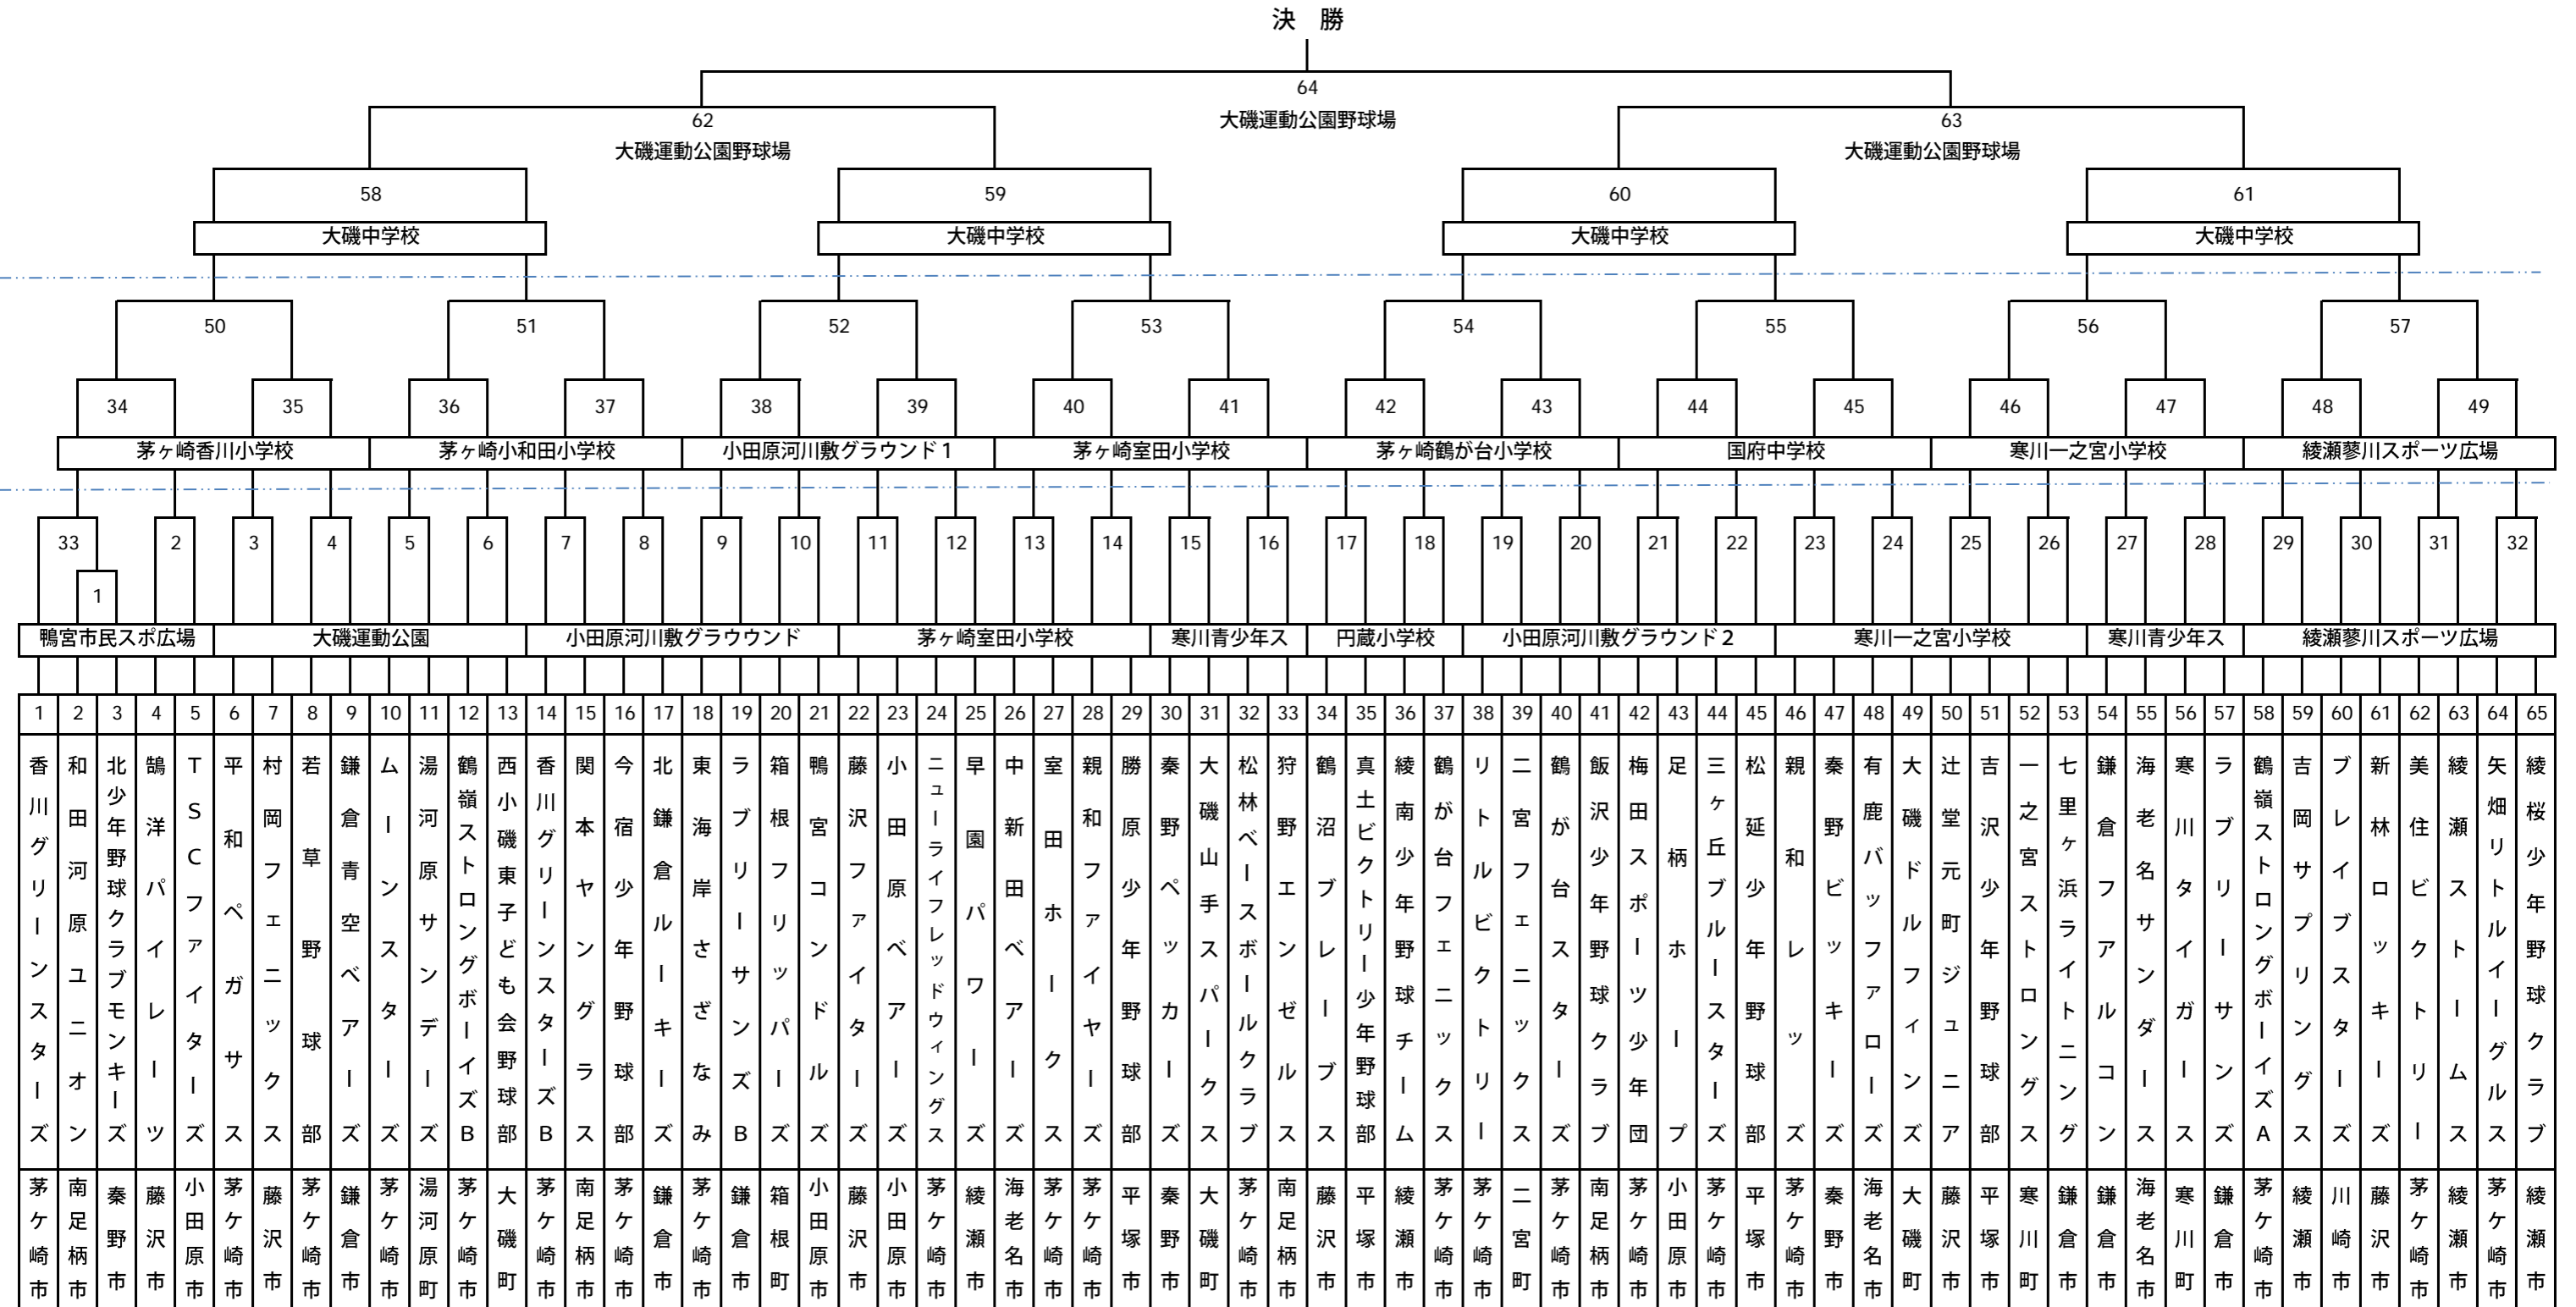 決　勝
64
大磯運動公園野球場
62
63
大磯運動公園野球場
大磯運動公園野球場
58
59
60
61
大磯中学校
大磯中学校
大磯中学校
大磯中学校
50
51
52
53
54
55
56
57
34
35
36
37
38
39
40
41
42
43
44
45
46
47
48
49
茅ヶ崎香川小学校
茅ヶ崎小和田小学校
小田原河川敷グラウンド1
茅ヶ崎室田小学校
茅ヶ崎鶴が台小学校
国府中学校
寒川一之宮小学校
綾瀬蓼川スポーツ広場
33
2
3
4
5
6
7
8
9
10
11
12
13
14
15
16
17
18
19
20
21
22
23
24
25
26
27
28
29
30
31
32
1
鴨宮市民スポ広場
大磯運動公園
小田原河川敷グラウウンド
茅ヶ崎室田小学校
寒川青少年ス
円蔵小学校
小田原河川敷グラウンド2
寒川一之宮小学校
寒川青少年ス
綾瀬蓼川スポーツ広場
1
2
3
4
5
6
7
8
9
10
11
12
13
14
15
16
17
18
19
20
21
22
23
24
25
26
27
28
29
30
31
32
33
34
35
36
37
38
39
40
41
42
43
44
45
46
47
48
49
50
51
52
53
54
55
56
57
58
59
60
61
62
63
64
65
香川グリーンスターズ
和田河原ユニオン
北少年野球クラブモンキーズ
鵠洋パイレーツ
TSCファイターズ
平和ペガサス
村岡フェニックス
若草野球部
鎌倉青空ベアーズ
ムーンスターズ
湯河原サンデーズ
鶴嶺ストロングボーイズB
西小磯東子ども会野球部
香川グリーンスターズB
関本ヤングラス
今宿少年野球部
北鎌倉ルーキーズ
東海岸さざなみ
ラブリーサンズB
箱根フリッパーズ
鴨宮コンドルズ
藤沢ファイターズ
小田原ベアーズ
ニューライフレッドウィングス
早園パワーズ
中新田ベアーズ
室田ホークス
親和ファイヤーズ
勝原少年野球部
秦野ペッカーズ
大磯山手スパークス
松林ベースボールクラブ
狩野エンゼルス
鶴沼ブレーブス
真土ビクトリー少年野球部
綾南少年野球チーム
鶴が台フェニックス
リトルビクトリー
二宮フェニックス
鶴が台スターズ
飯沢少年野球クラブ
梅田スポーツ少年団
足柄ホープ
三ヶ丘ブルースターズ
松延少年野球部
親和レッズ
秦野ビッキーズ
有鹿バッファローズ
大磯ドルフィンズ
辻堂元町ジュニア
吉沢少年野球部
一之宮ストロングス
七里ヶ浜ライトニング
鎌倉ファルコン
海老名サンダース
寒川タイガース
ラブリーサンズ
鶴嶺ストロングボーイズA
吉岡サプリングス
ブレイブスターズ
新林ロッキーズ
美住ビクトリー
綾瀬ストームス
矢畑リトルイーグルス
綾桜少年野球クラブ
茅ケ崎市
南足柄市
秦野市
藤沢市
小田原市
茅ケ崎市
藤沢市
茅ケ崎市
鎌倉市
茅ケ崎市
湯河原町
茅ケ崎市
大磯町
茅ケ崎市
南足柄市
茅ケ崎市
鎌倉市
茅ケ崎市
鎌倉市
箱根町
小田原市
藤沢市
小田原市
茅ケ崎市
綾瀬市
海老名市
茅ケ崎市
茅ケ崎市
平塚市
秦野市
大磯町
茅ケ崎市
南足柄市
藤沢市
平塚市
綾瀬市
茅ケ崎市
茅ケ崎市
二宮町
茅ケ崎市
南足柄市
茅ケ崎市
小田原市
茅ケ崎市
平塚市
茅ケ崎市
秦野市
海老名市
大磯町
藤沢市
平塚市
寒川町
鎌倉市
鎌倉市
海老名市
寒川町
鎌倉市
茅ケ崎市
綾瀬市
川崎市
藤沢市
茅ケ崎市
綾瀬市
茅ケ崎市
綾瀬市